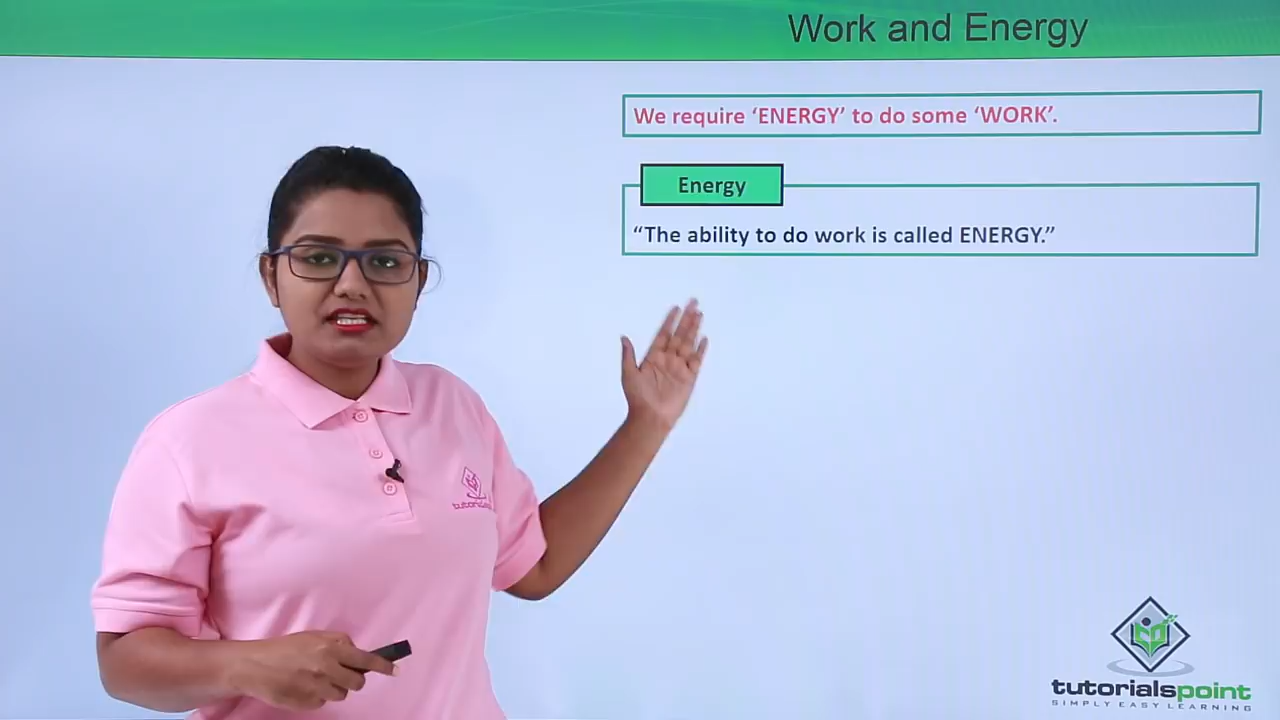 Work and Energy
We require ‘ENERGY’ to do some ‘WORK’.
Energy
“The ability to do work is called ENERGY.”
tutorialspoint
SIMPLY EASY LEARNING